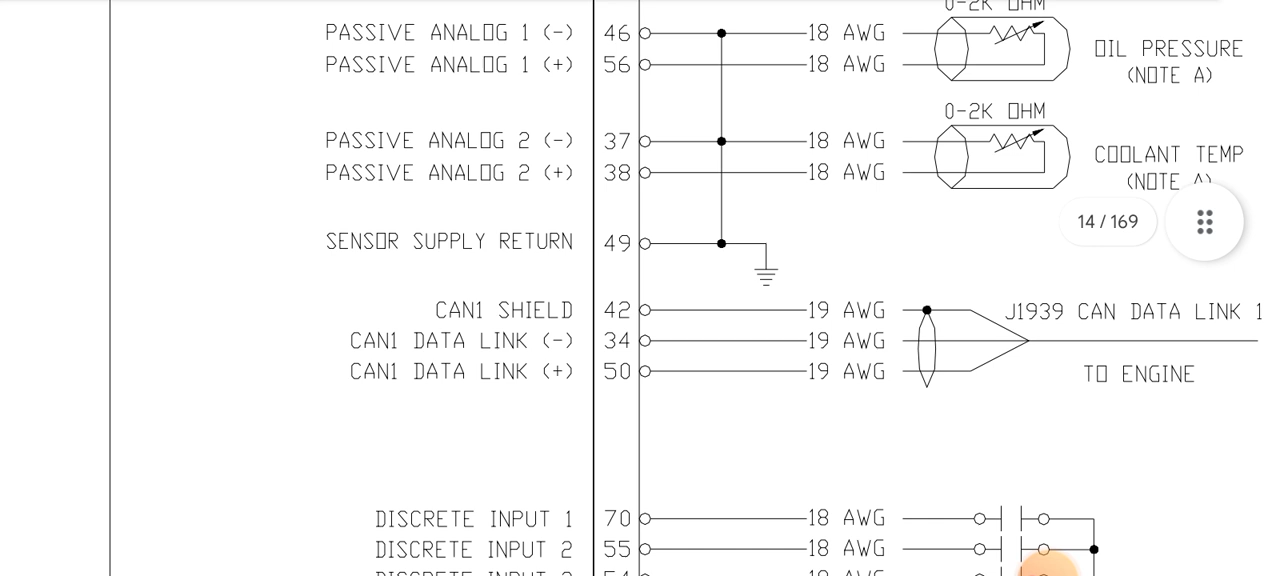 0-2K OHM
PASSIVE ANALOG 1 (-) 46 18 AWG
OIL PRESSURE
PASSIVE ANALOG 1 (+) 56 18 AWG
(NOTE A)
0-2K OHM
PASSIVE ANALOG 2 (-) 37 18 AWG
COOLANT TEMP
PASSIVE ANALOG 2 (+) 38 18 AWG
(NOTE A)
14 / 169
SENSOR SUPPLY RETURN 49
CAN1 SHIELD 42 19 AWG J1939 CAN DATA LINK 1
CAN1 DATA LINK (-) 34 19 AWG
CAN1 DATA LINK (+) 50 19 AWG TO ENGINE
DISCRETE INPUT 1 70 18 AWG
DISCRETE INPUT 2 55 18 AWG